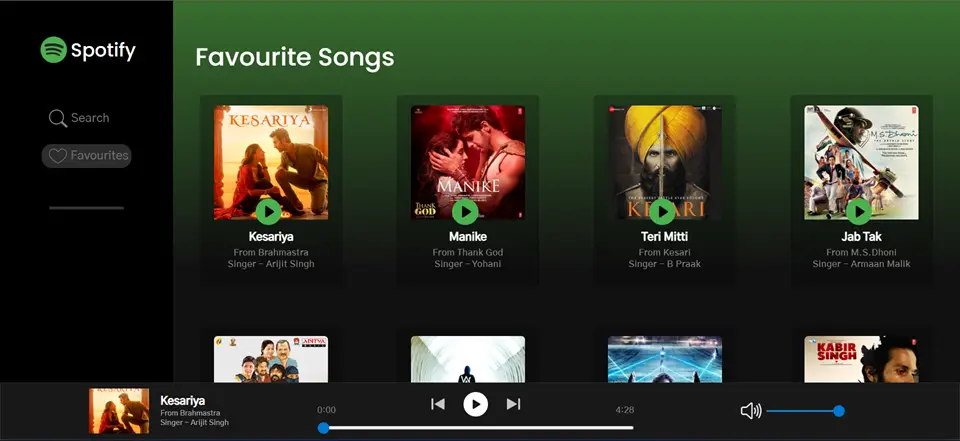 Spotify
Search
Favourites
Favourite Songs
KESARIYA
MANIKE
THANK
GOD
KESARI
M.S.Dhoni
THE UNTOLD STORY
Kesariya
From Brahmastra
Singer – Arijit Singh
Manike
From Thank God
Singer – Yohani
Teri Mitti
From Kesari
Singer – B Praak
Jab Tak
From M.S.Dhoni
Singer – Armaan Malik
ADITYA
MUSIC
KABIR
SINGH
KESARIYA
Kesariya
From Brahmastra
Singer – Arijit Singh
0:00
4:28